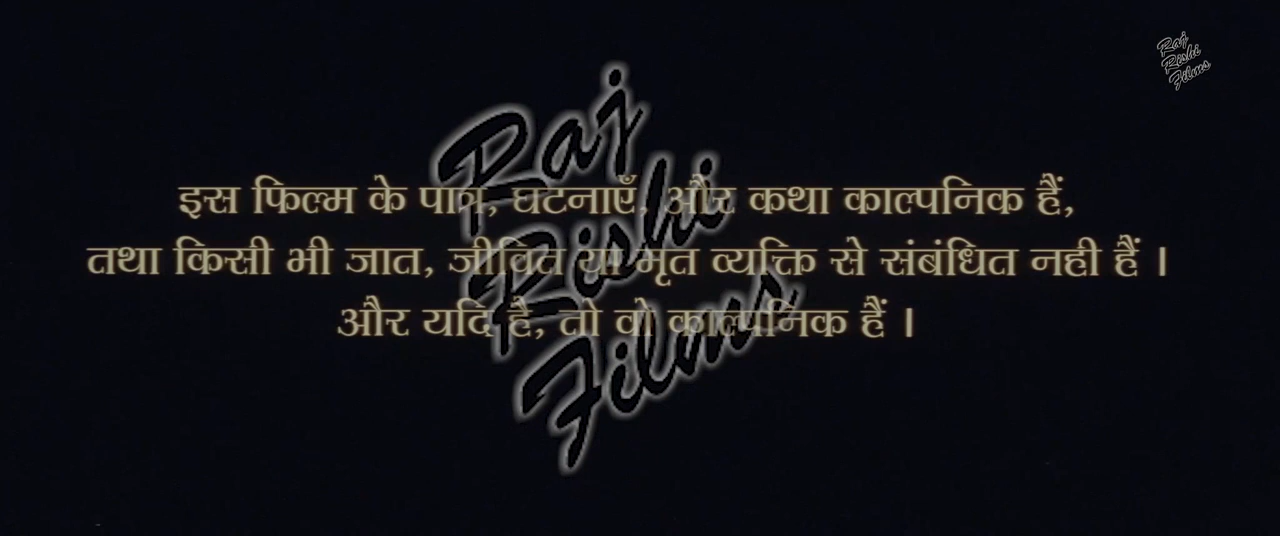 Raj
Rishi
Films
इस फिल्म के पात्र, घटनाएँ, और कथा काल्पनिक हैं,
तथा किसी भी जात, जीवित या मृत व्यक्ति से संबंधित नही हैं ।
और यदि है, तो वो काल्पनिक हैं ।
Raj
Rishi
Films